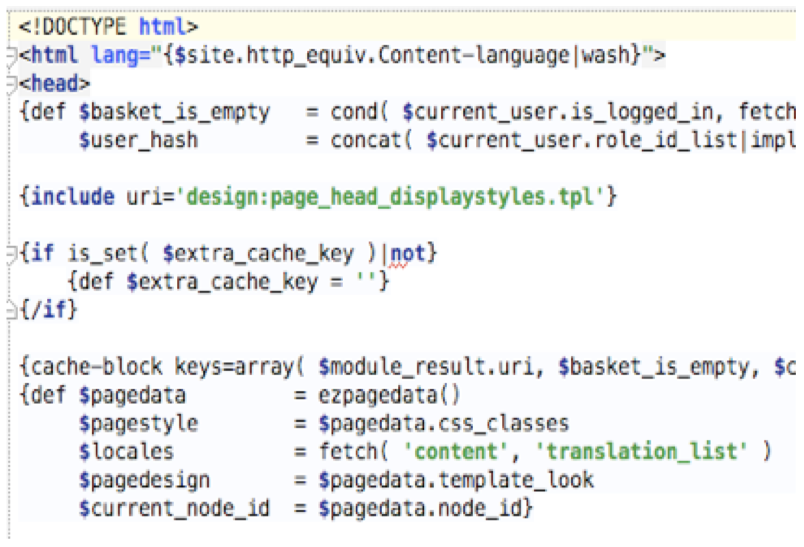 <!DOCTYPE html>
<html lang="{$site.http_equiv.Content-language|wash}">
<head>
{def $basket_is_empty   = cond( $current_user.is_logged_in, fetch
     $user_hash         = concat( $current_user.role_id_list|impl
{include uri='design:page_head_displaystyles.tpl'}
{if is_set( $extra_cache_key )|not}
    {def $extra_cache_key = ''}
{/if}
{cache-block keys=array( $module_result.uri, $basket_is_empty, $c
{def $pagedata         = ezpagedata()
     $pagestyle        = $pagedata.css_classes
     $locales          = fetch( 'content', 'translation_list' )
     $pagedesign       = $pagedata.template_look
     $current_node_id  = $pagedata.node_id}